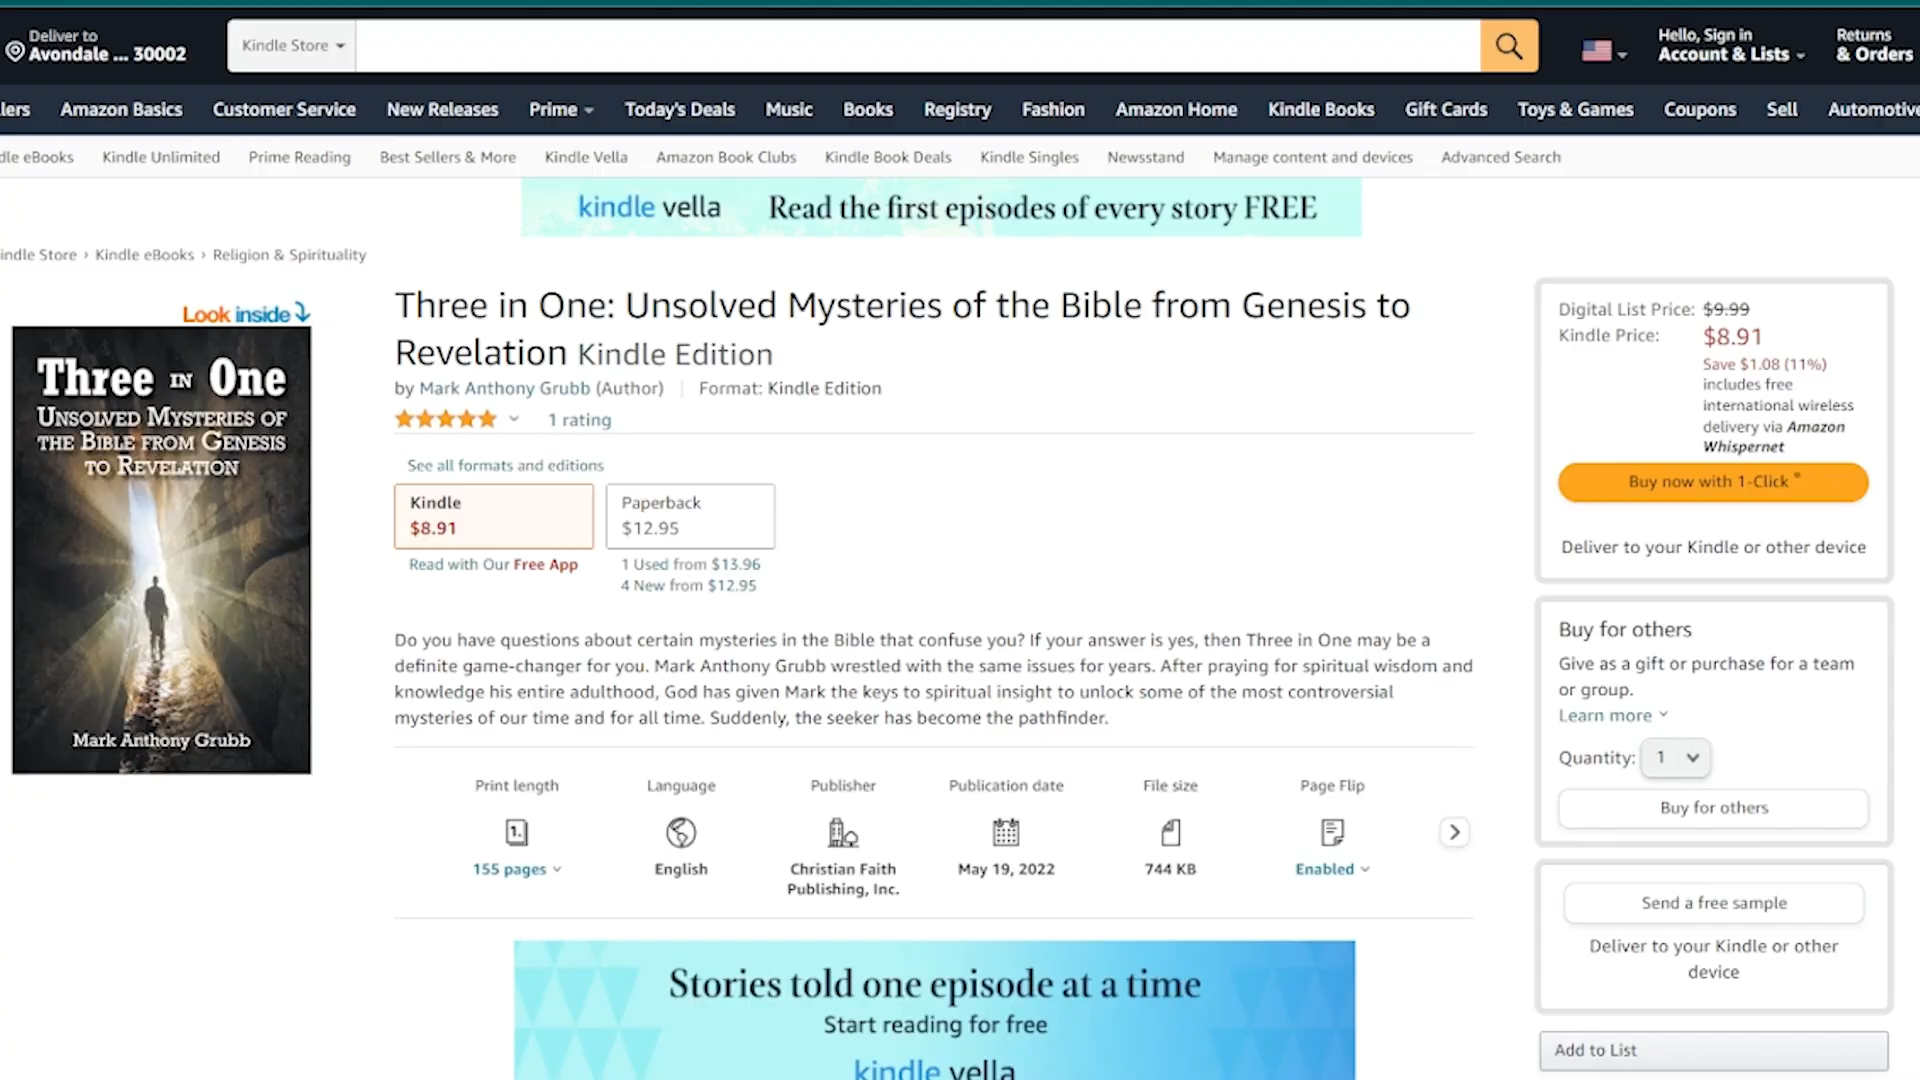 Deliver to
Avondale ... 30002
Kindle Store
Hello, Sign in
Account & Lists
Returns
& Orders
lers
Amazon Basics
Customer Service
New Releases
Prime
Today's Deals
Music
Books
Registry
Fashion
Amazon Home
Kindle Books
Gift Cards
Toys & Games
Coupons
Sell
Automotive
dle eBooks
Kindle Unlimited
Prime Reading
Best Sellers & More
Kindle Vella
Amazon Book Clubs
Kindle Book Deals
Kindle Singles
Newsstand
Manage content and devices
Advanced Search
kindle vella Read the first episodes of every story FREE
indle Store › Kindle eBooks › Religion & Spirituality
Look inside
Three IN One
Unsolved Mysteries of
the Bible from Genesis
to Revelation
Mark Anthony Grubb
Three in One: Unsolved Mysteries of the Bible from Genesis to
Revelation Kindle Edition
by Mark Anthony Grubb (Author) | Format: Kindle Edition
1 rating
See all formats and editions
Kindle
$8.91
Read with Our Free App
Paperback
$12.95
1 Used from $13.96
4 New from $12.95
Do you have questions about certain mysteries in the Bible that confuse you? If your answer is yes, then Three in One may be a
definite game-changer for you. Mark Anthony Grubb wrestled with the same issues for years. After praying for spiritual wisdom and
knowledge his entire adulthood, God has given Mark the keys to spiritual insight to unlock some of the most controversial
mysteries of our time and for all time. Suddenly, the seeker has become the pathfinder.
Print length
1.
155 pages
Language
English
Publisher
Christian Faith
Publishing, Inc.
Publication date
May 19, 2022
File size
744 KB
Page Flip
Enabled
Stories told one episode at a time
Start reading for free
kindle vella
Digital List Price: $9.99
Kindle Price: $8.91
Save $1.08 (11%)
includes free
international wireless
delivery via Amazon
Whispernet
Buy now with 1-Click ®
Deliver to your Kindle or other device
Buy for others
Give as a gift or purchase for a team
or group.
Learn more
Quantity: 1
Buy for others
Send a free sample
Deliver to your Kindle or other
device
Add to List